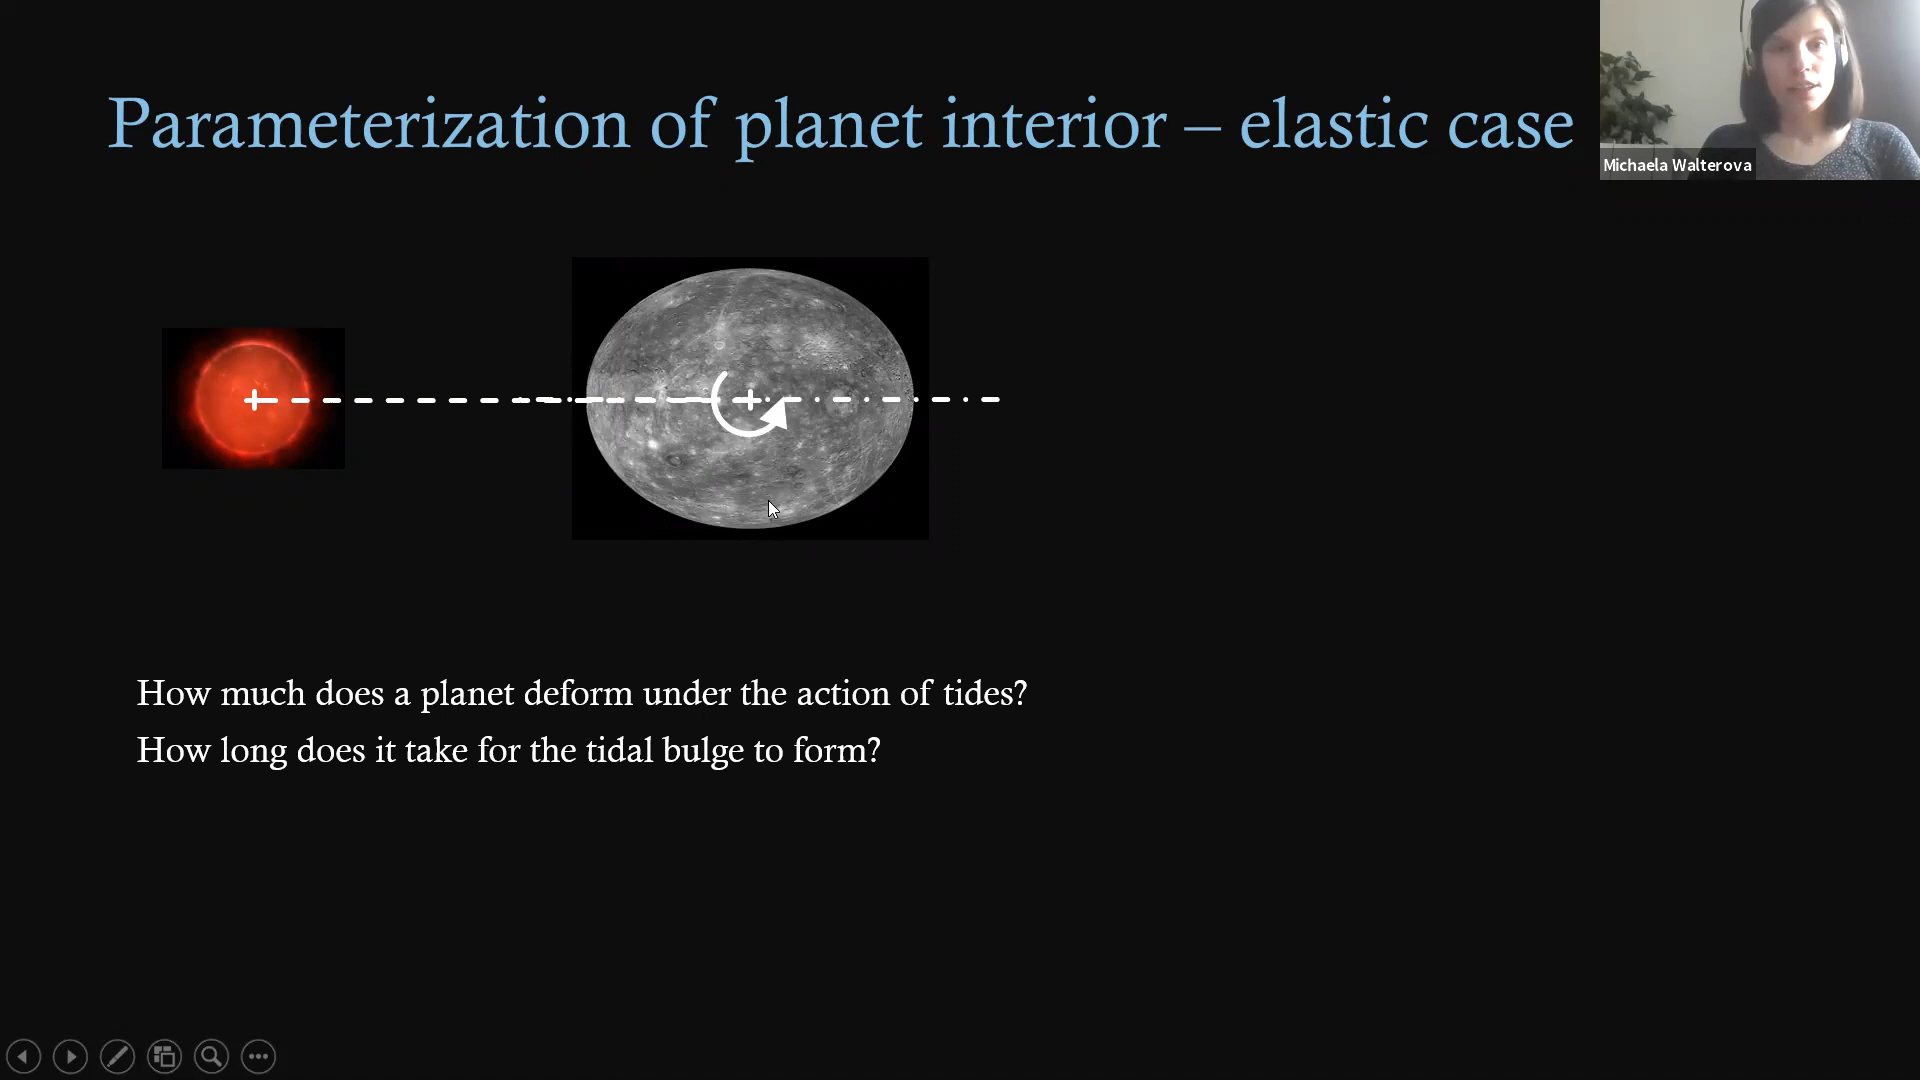 Parameterization of planet interior – elastic case
Michaela Walterova
How much does a planet deform under the action of tides?
How long does it take for the tidal bulge to form?